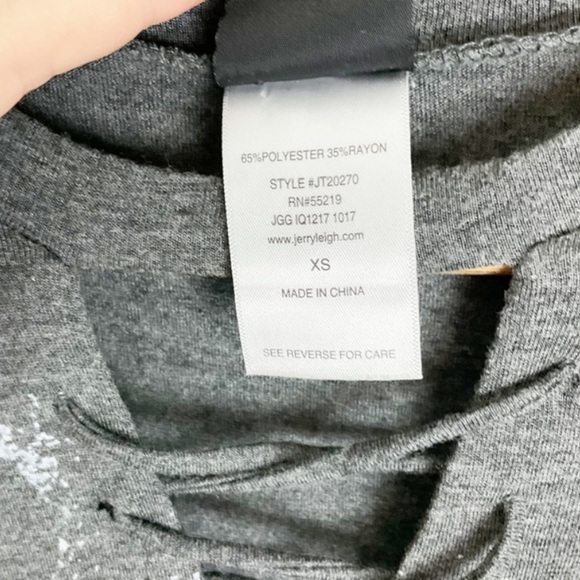 65%POLYESTER 35%RAYON
STYLE #JT20270
RN#55219
JGG IQ1217 1017
www.jerryleigh.com
XS
MADE IN CHINA
SEE REVERSE FOR CARE